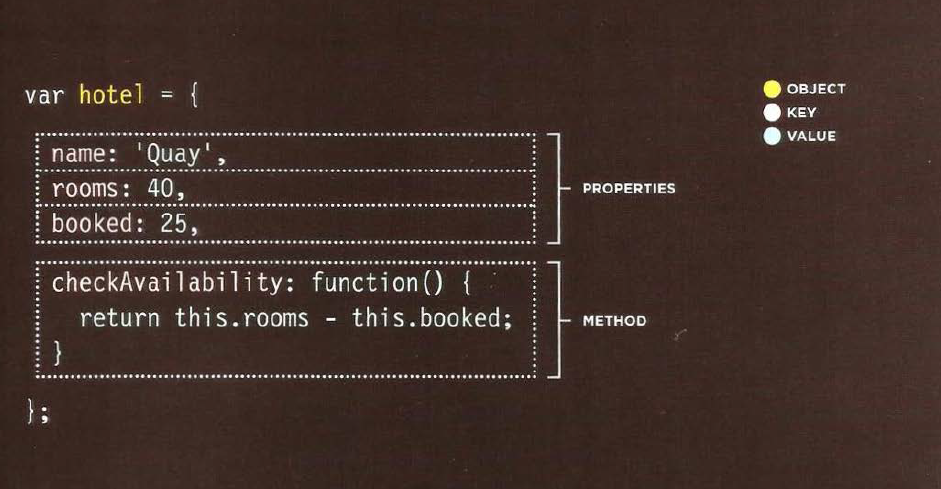 var hotel = {
OBJECT
KEY
VALUE
name: 'Quay',
rooms: 40,
booked: 25,
PROPERTIES
checkAvailability: function() {
return this.rooms - this.booked;
}
METHOD
};